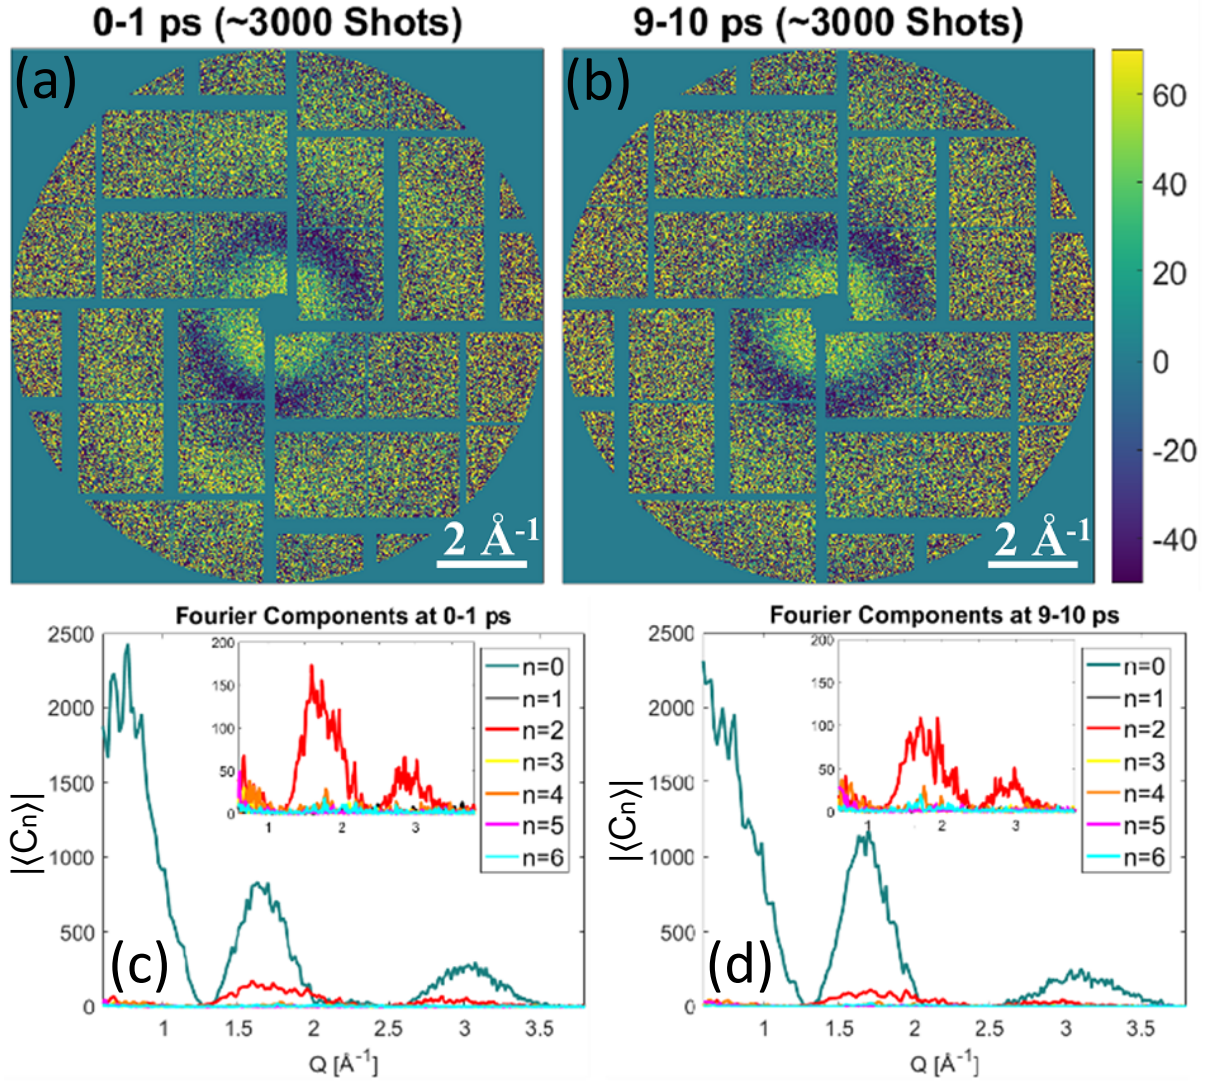 0-1 ps (~3000 Shots)
9-10 ps (~3000 Shots)
(a)
(b)
2 Å⁻¹
2 Å⁻¹
60
40
20
0
-20
-40
Fourier Components at 0-1 ps
|⟨Cn⟩|
2500
2000
1500
1000
500
0
200
150
100
50
0
1 2 3
n=0
n=1
n=2
n=3
n=4
n=5
n=6
(c)
1 1.5 2 2.5 3 3.5
Q [Å⁻¹]
Fourier Components at 9-10 ps
|⟨Cn⟩|
2500
2000
1500
1000
500
0
200
150
100
50
0
1 2 3
n=0
n=1
n=2
n=3
n=4
n=5
n=6
(d)
1 1.5 2 2.5 3 3.5
Q [Å⁻¹]